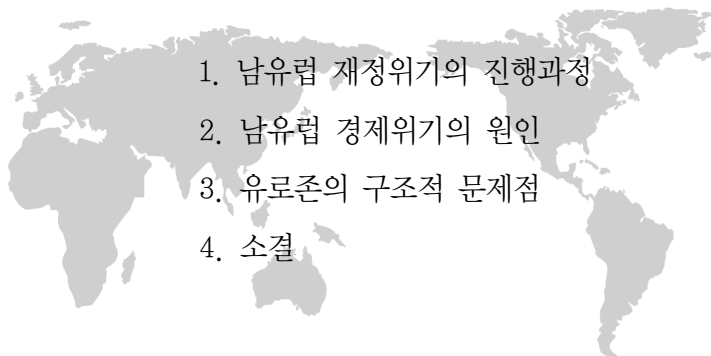 1. 남유럽 재정위기의 진행과정
2. 남유럽 경제위기의 원인
3. 유로존의 구조적 문제점
4. 소결